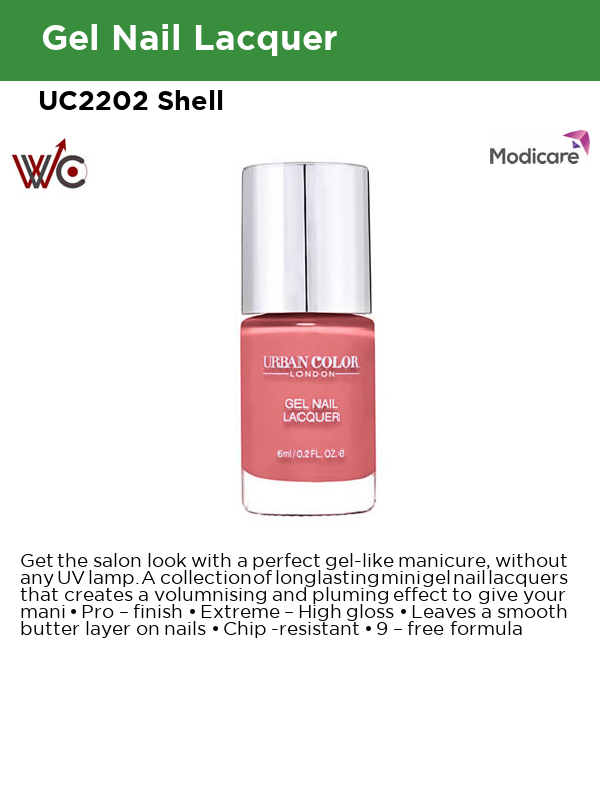 Gel Nail Lacquer
UC2202 Shell
WC
Modicare
URBAN COLOR
LONDON
GEL NAIL
LACQUER
6ml/0.2 FL. OZ. e
Get the salon look with a perfect gel-like manicure, without
any UV lamp. A collection of longlasting mini gel nail lacquers
that creates a volumnising and pluming effect to give your
mani • Pro – finish • Extreme – High gloss • Leaves a smooth
butter layer on nails • Chip -resistant • 9 – free formula